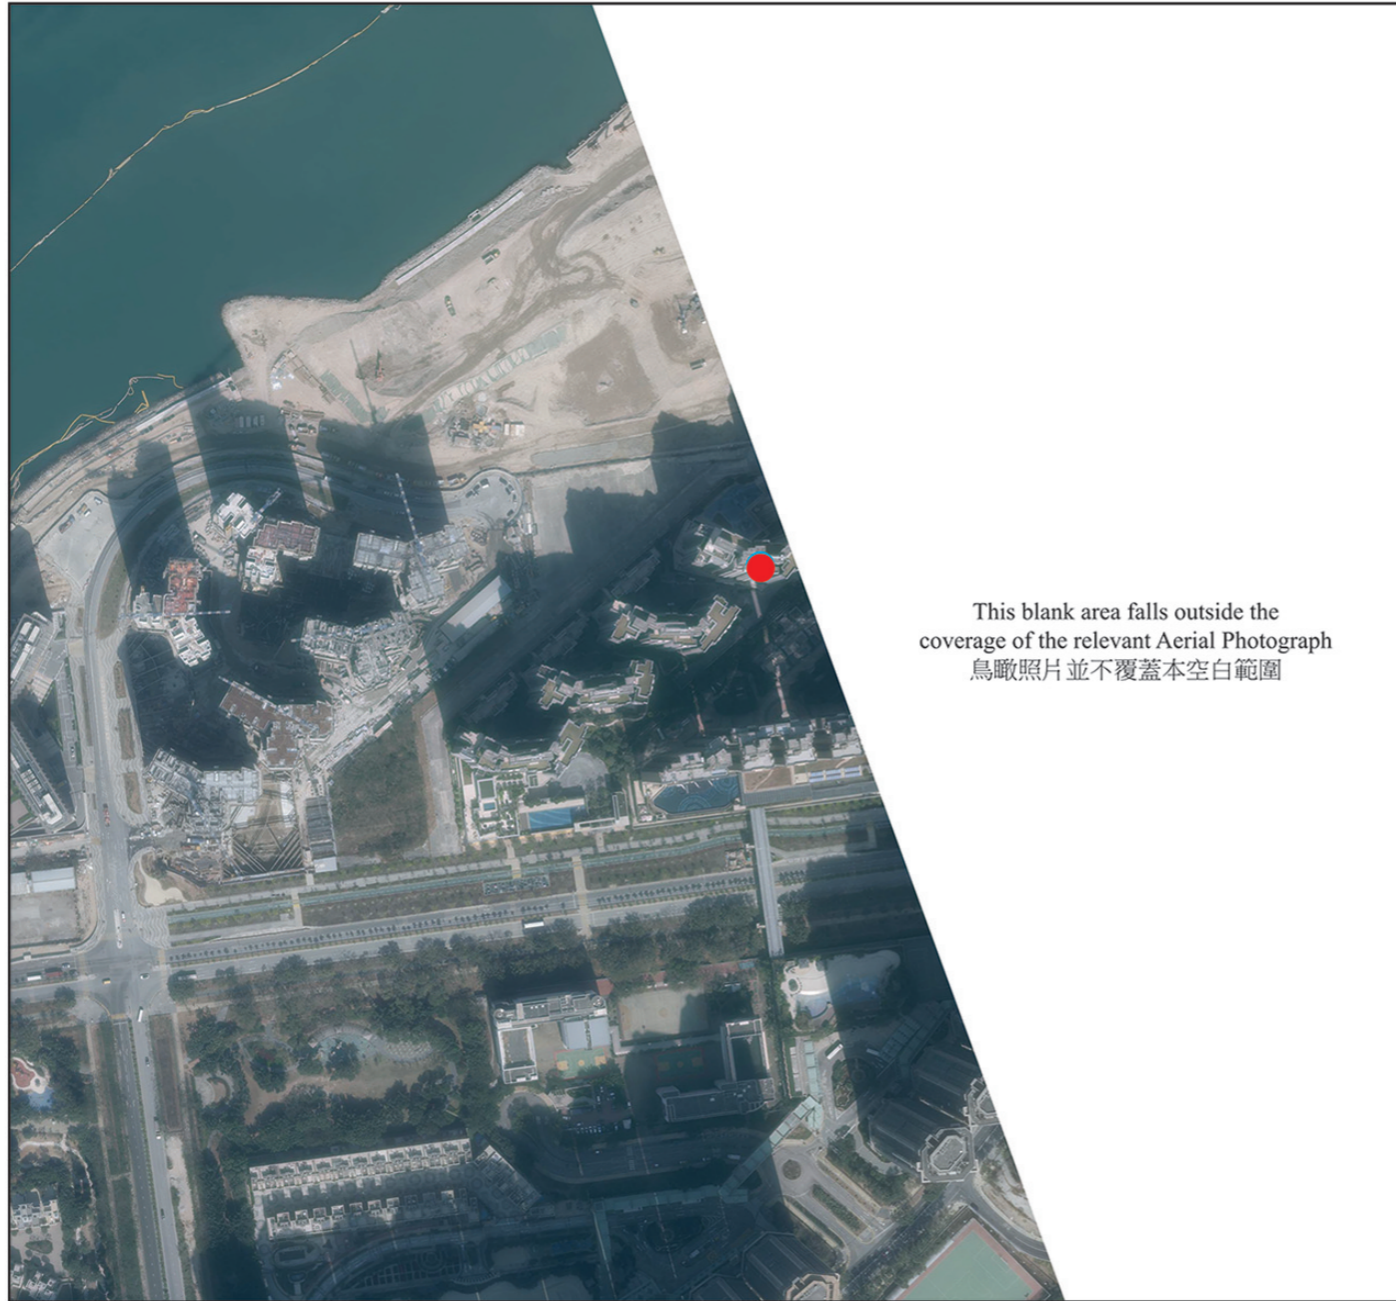 This blank area falls outside the
coverage of the relevant Aerial Photograph
鳥瞰照片並不覆蓋本空白範圍